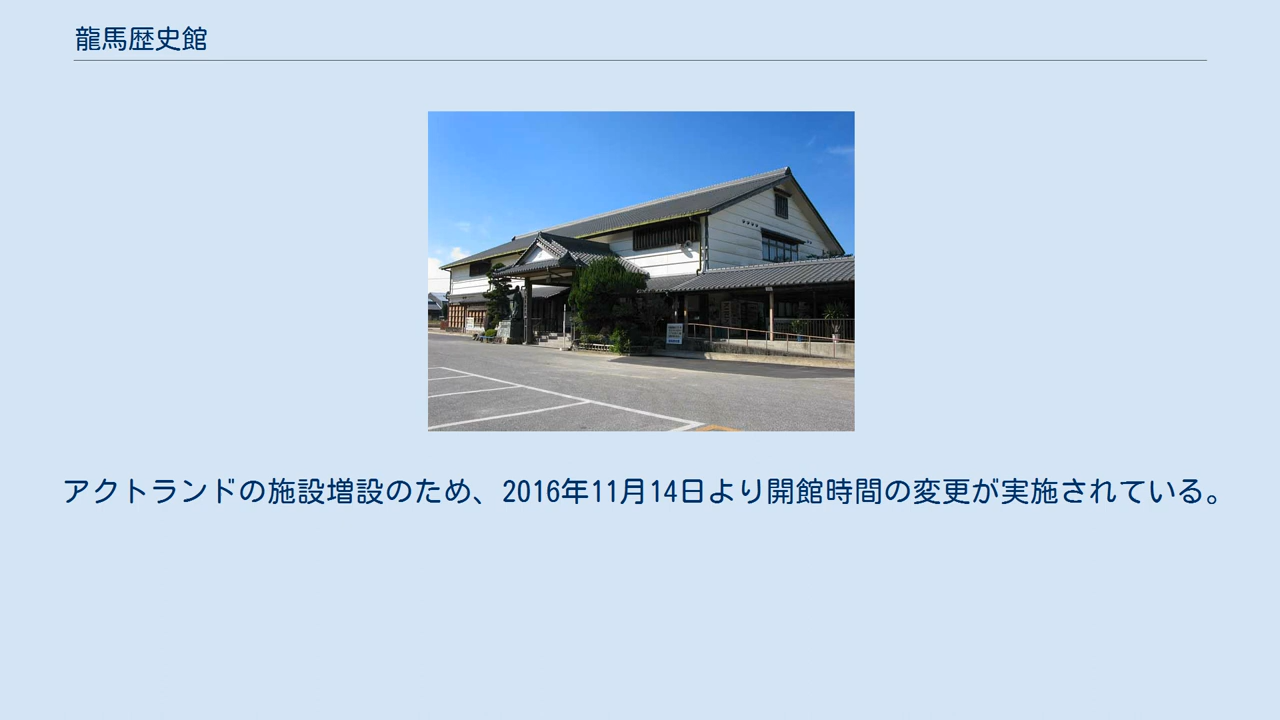 龍馬歴史館
アクトランドの施設増設のため、2016年11月14日より開館時間の変更が実施されている。